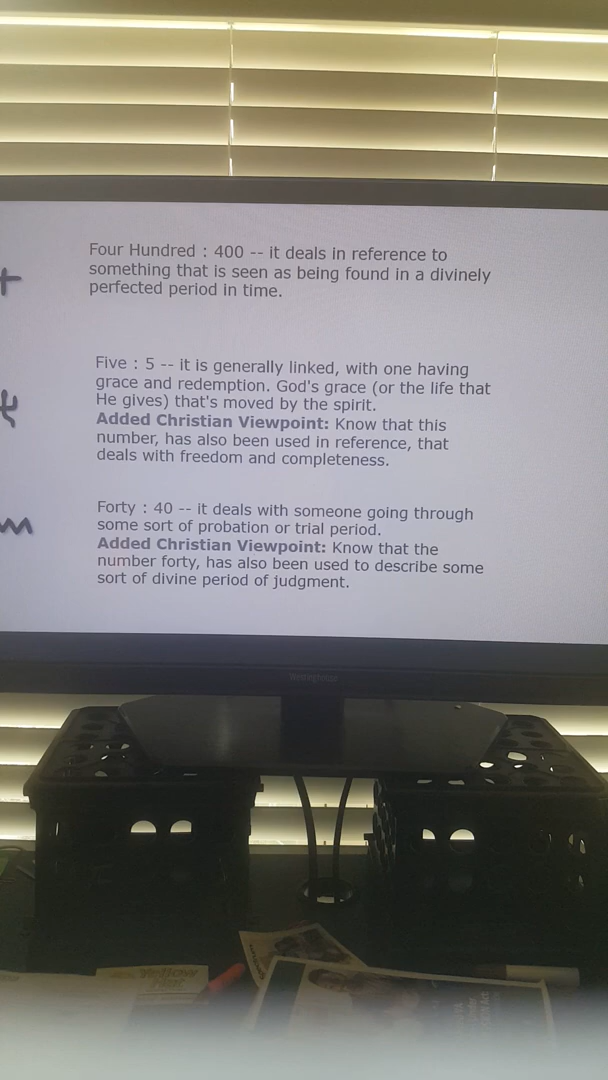 Four Hundred : 400 -- it deals in reference to
something that is seen as being found in a divinely
perfected period in time.
Five : 5 -- it is generally linked, with one having
grace and redemption. God's grace (or the life that
He gives) that's moved by the spirit.
Added Christian Viewpoint: Know that this
number, has also been used in reference, that
deals with freedom and completeness.
Forty : 40 -- it deals with someone going through
some sort of probation or trial period.
Added Christian Viewpoint: Know that the
number forty, has also been used to describe some
sort of divine period of judgment.
Westinghouse